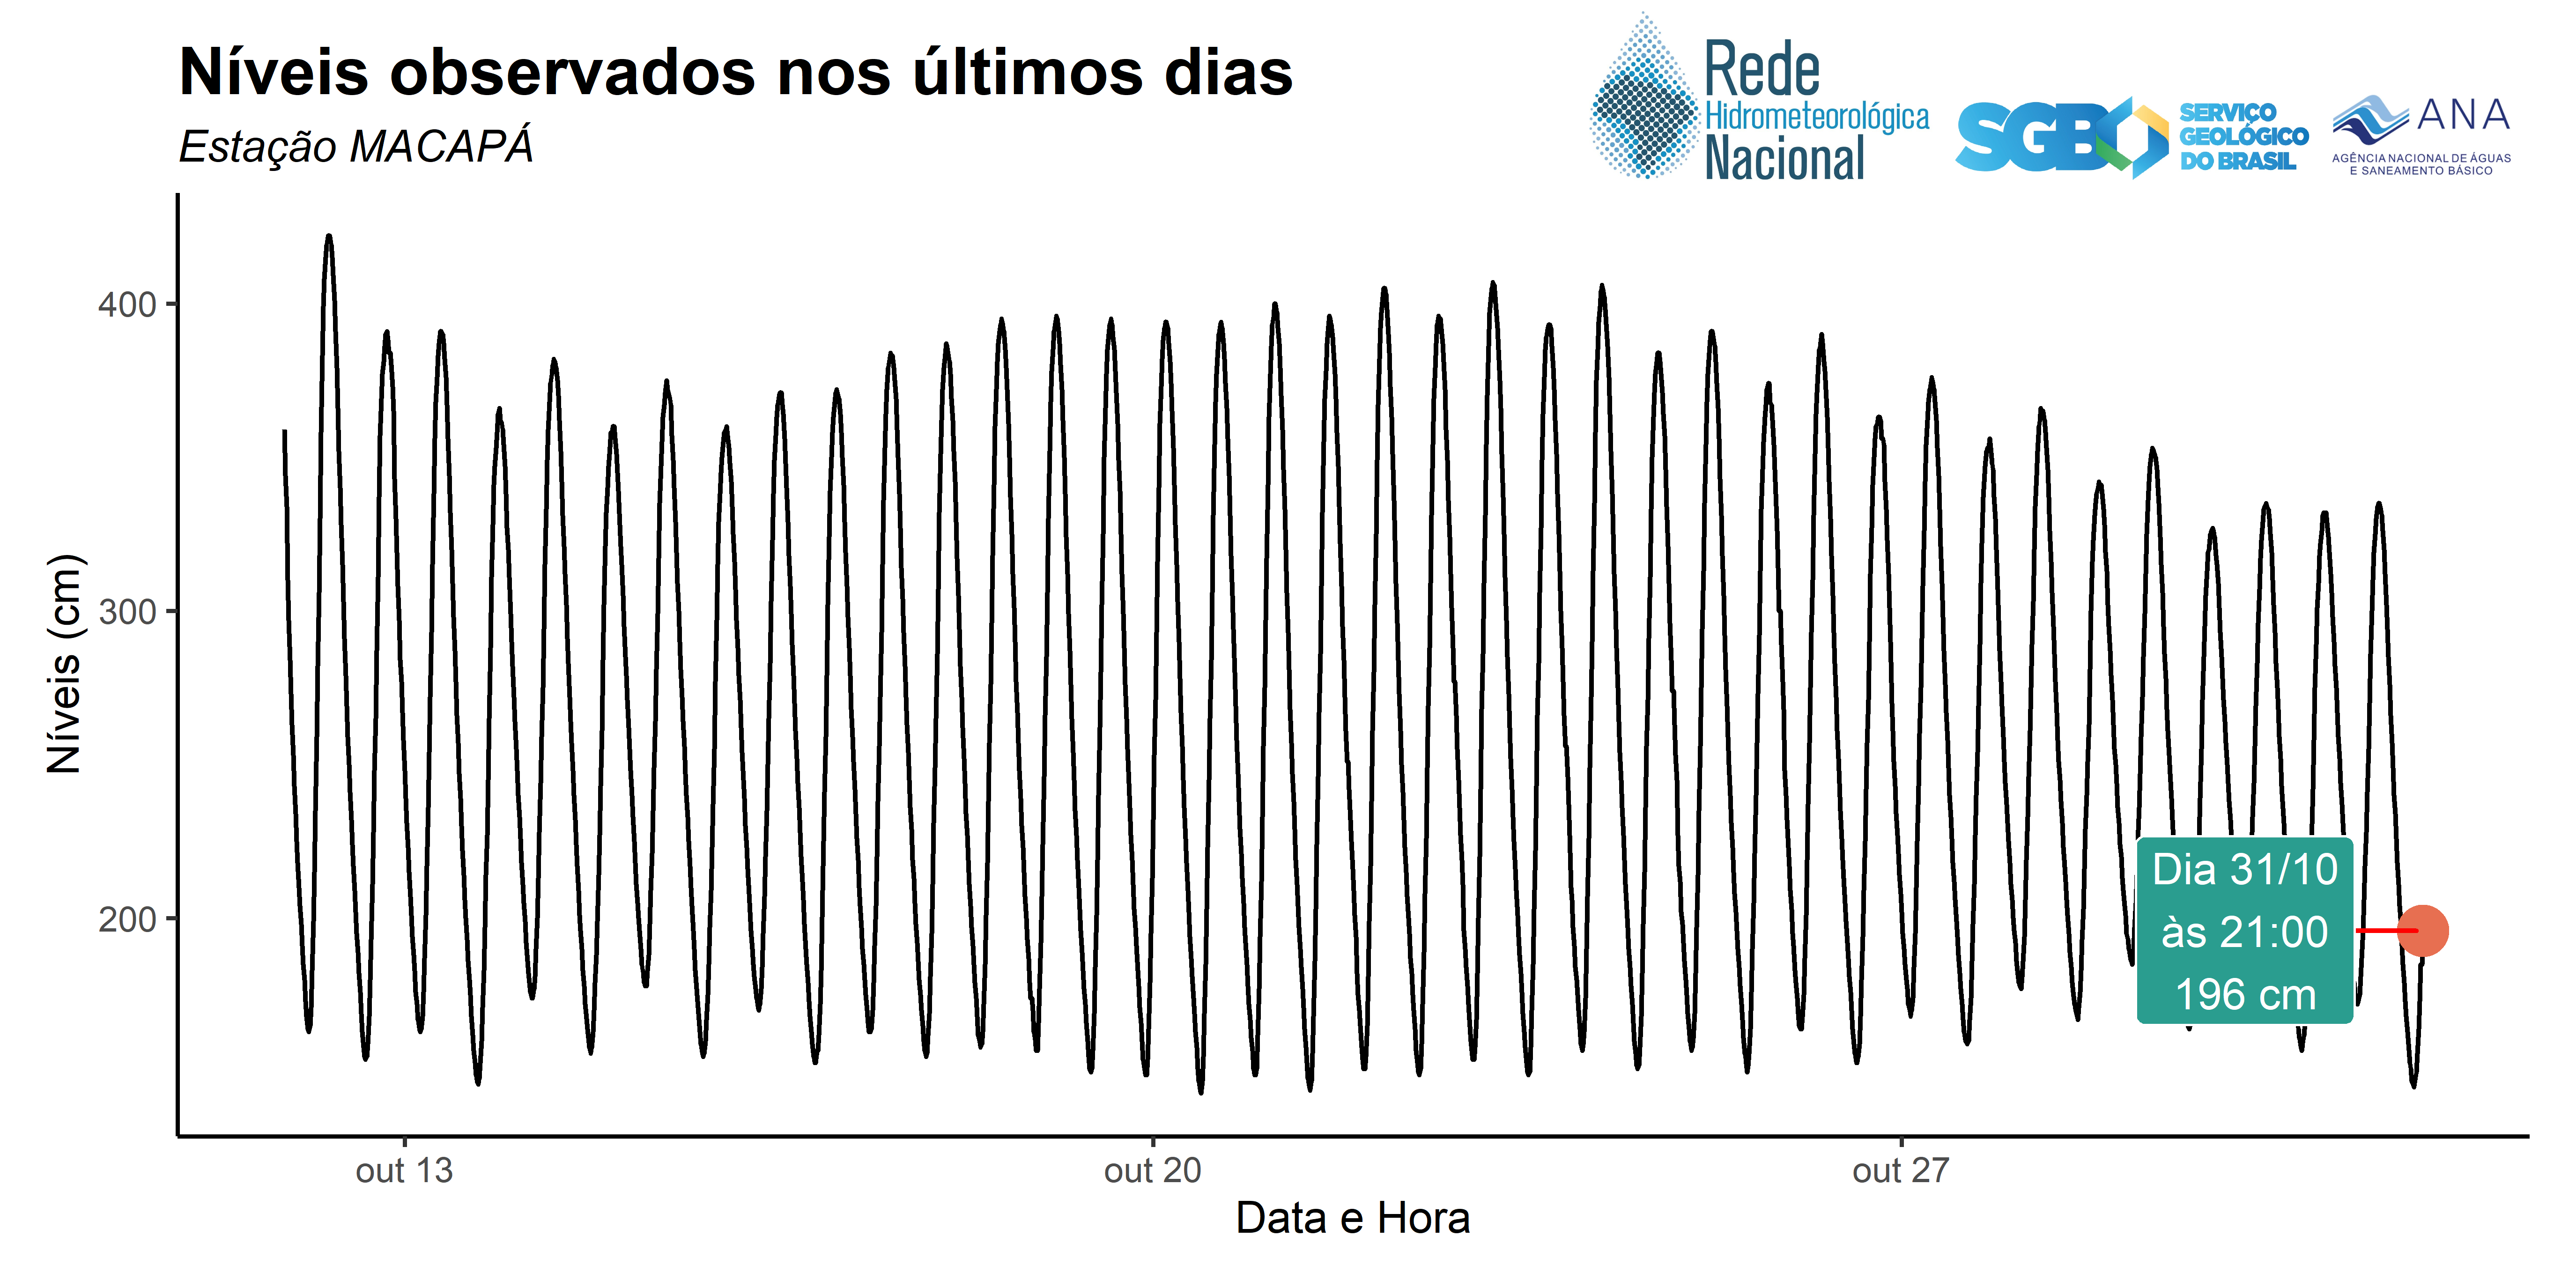 Níveis observados nos últimos dias
Estação MACAPÁ
Rede
Hidrometeorológica
Nacional
SGB
SERVIÇO
GEOLÓGICO
DO BRASIL
ANA
AGÊNCIA NACIONAL DE ÁGUAS
E SANEAMENTO BÁSICO
Níveis (cm)
400
300
200
Dia 31/10
às 21:00
196 cm
out 13
out 20
out 27
Data e Hora